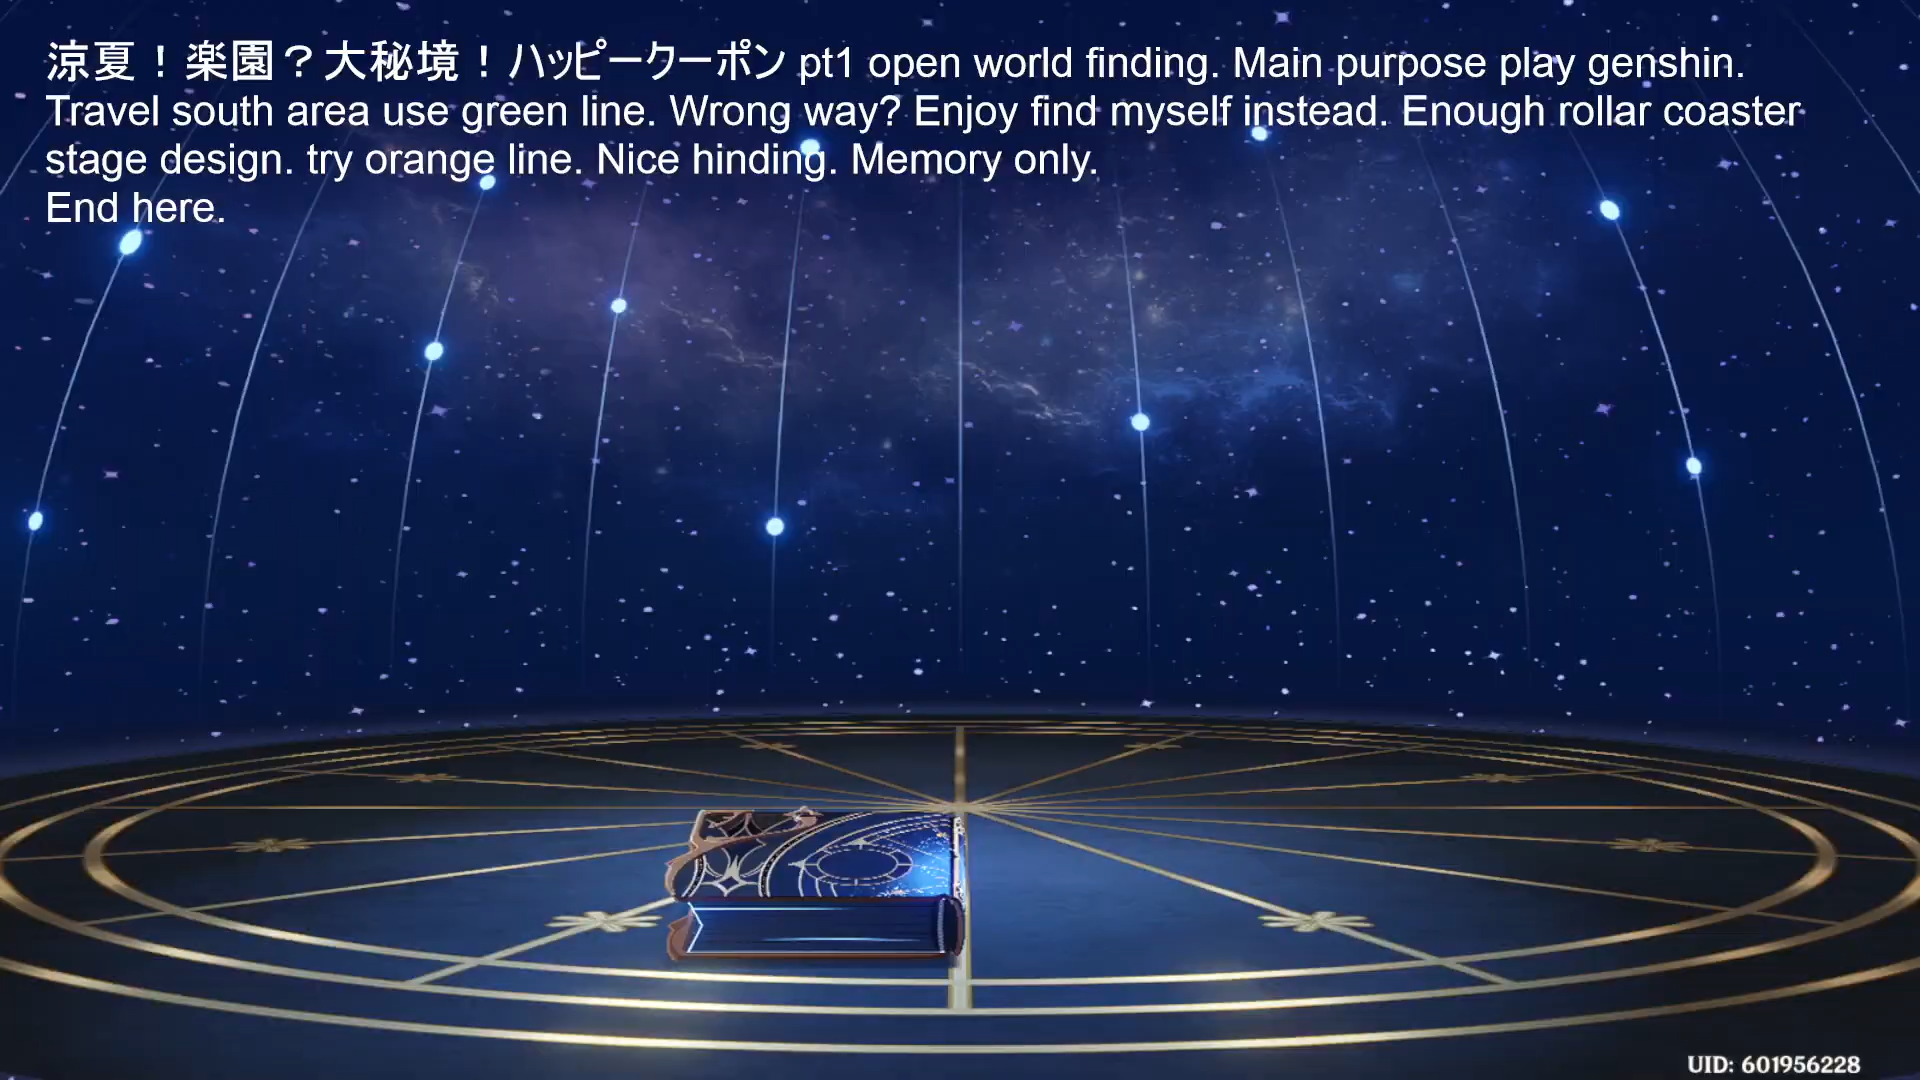 涼夏！楽園？大秘境！ハッピークーポン pt1 open world finding. Main purpose play genshin.
Travel south area use green line. Wrong way? Enjoy find myself instead. Enough rollar coaster
stage design. try orange line. Nice hinding. Memory only.
End here.
UID: 601956228